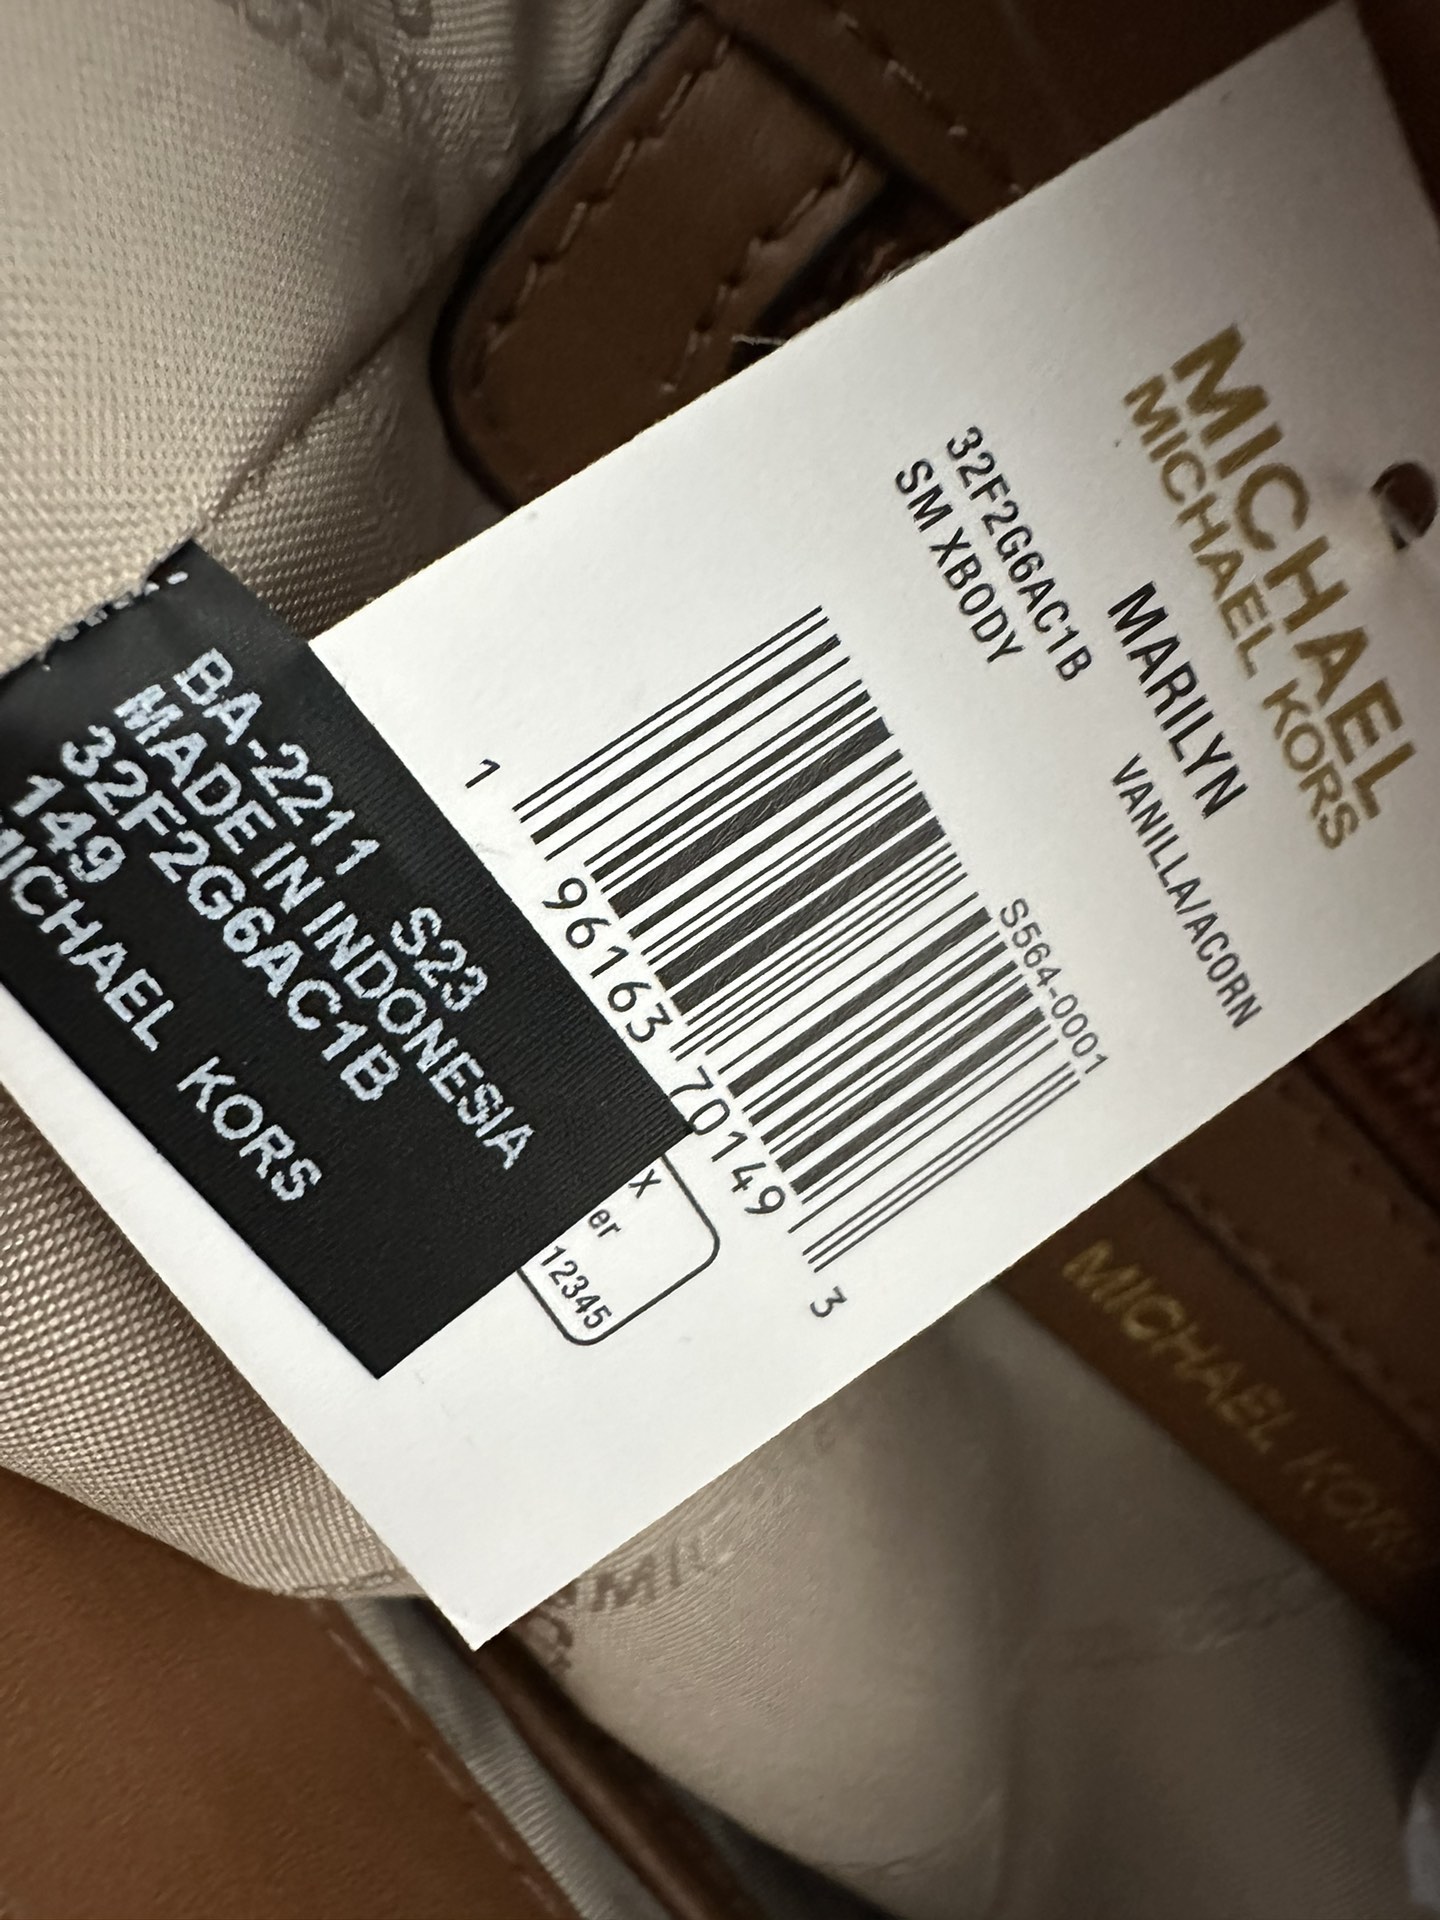 MICHAEL
MICHAEL KORS
MARILYN
VANILLA/ACORN
32F2G6AC1B
SM XBODY
S564-0001
1 96163 70149 3
X
er
12345
BA-2211 S23
MADE IN INDONESIA
32F2G6AC1B
149
MICHAEL KORS
MICHAEL KORS